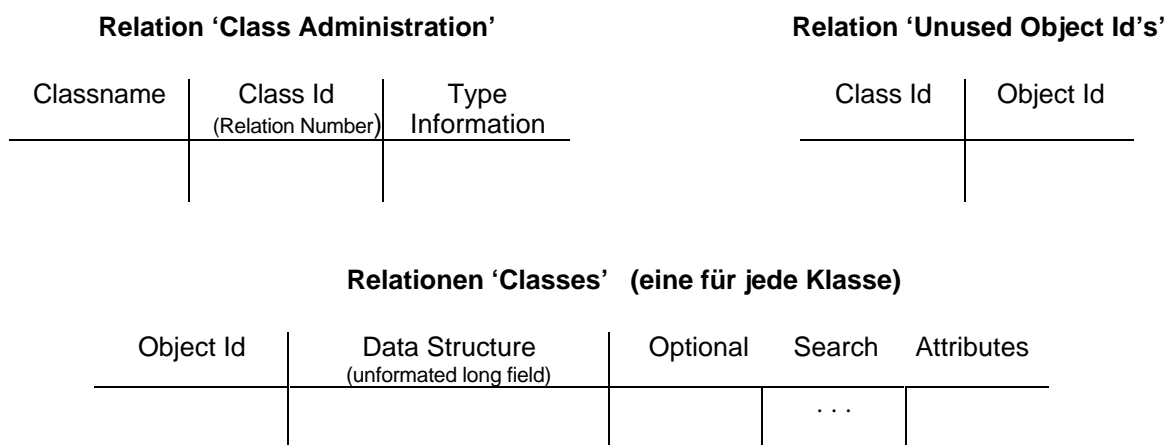 Relation ‘Class Administration’
Relation ‘Unused Object Id's’
Classname Class Id Type
(Relation Number) Information
Class Id Object Id
Relationen ‘Classes’ (eine für jede Klasse)
Object Id Data Structure Optional Search Attributes
(unformated long field)
. . .